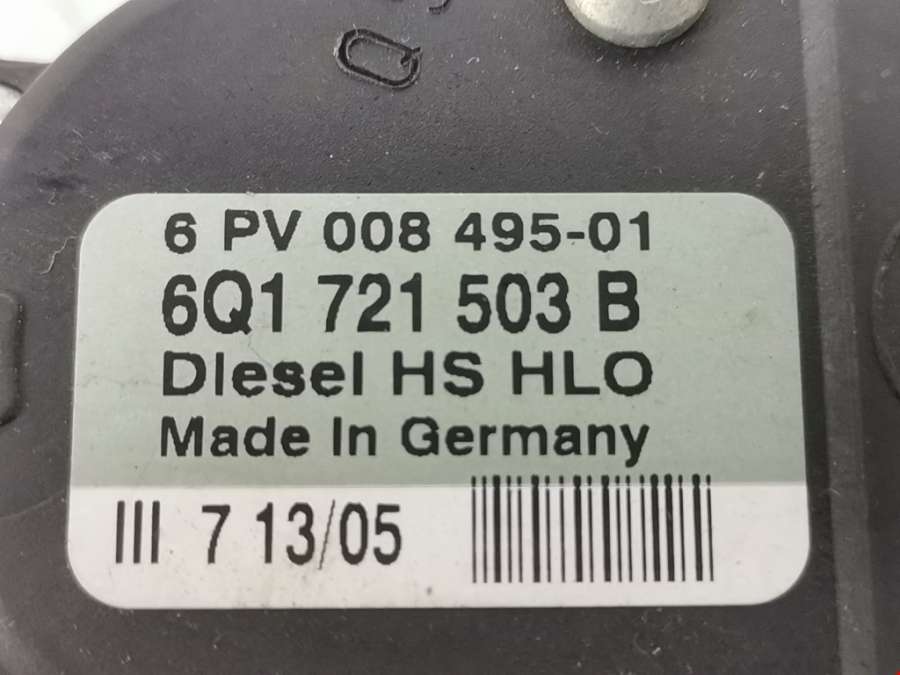 6 PV 008 495-01
6Q1 721 503 B
Diesel HS HLO
Made In Germany
III 7 13/05